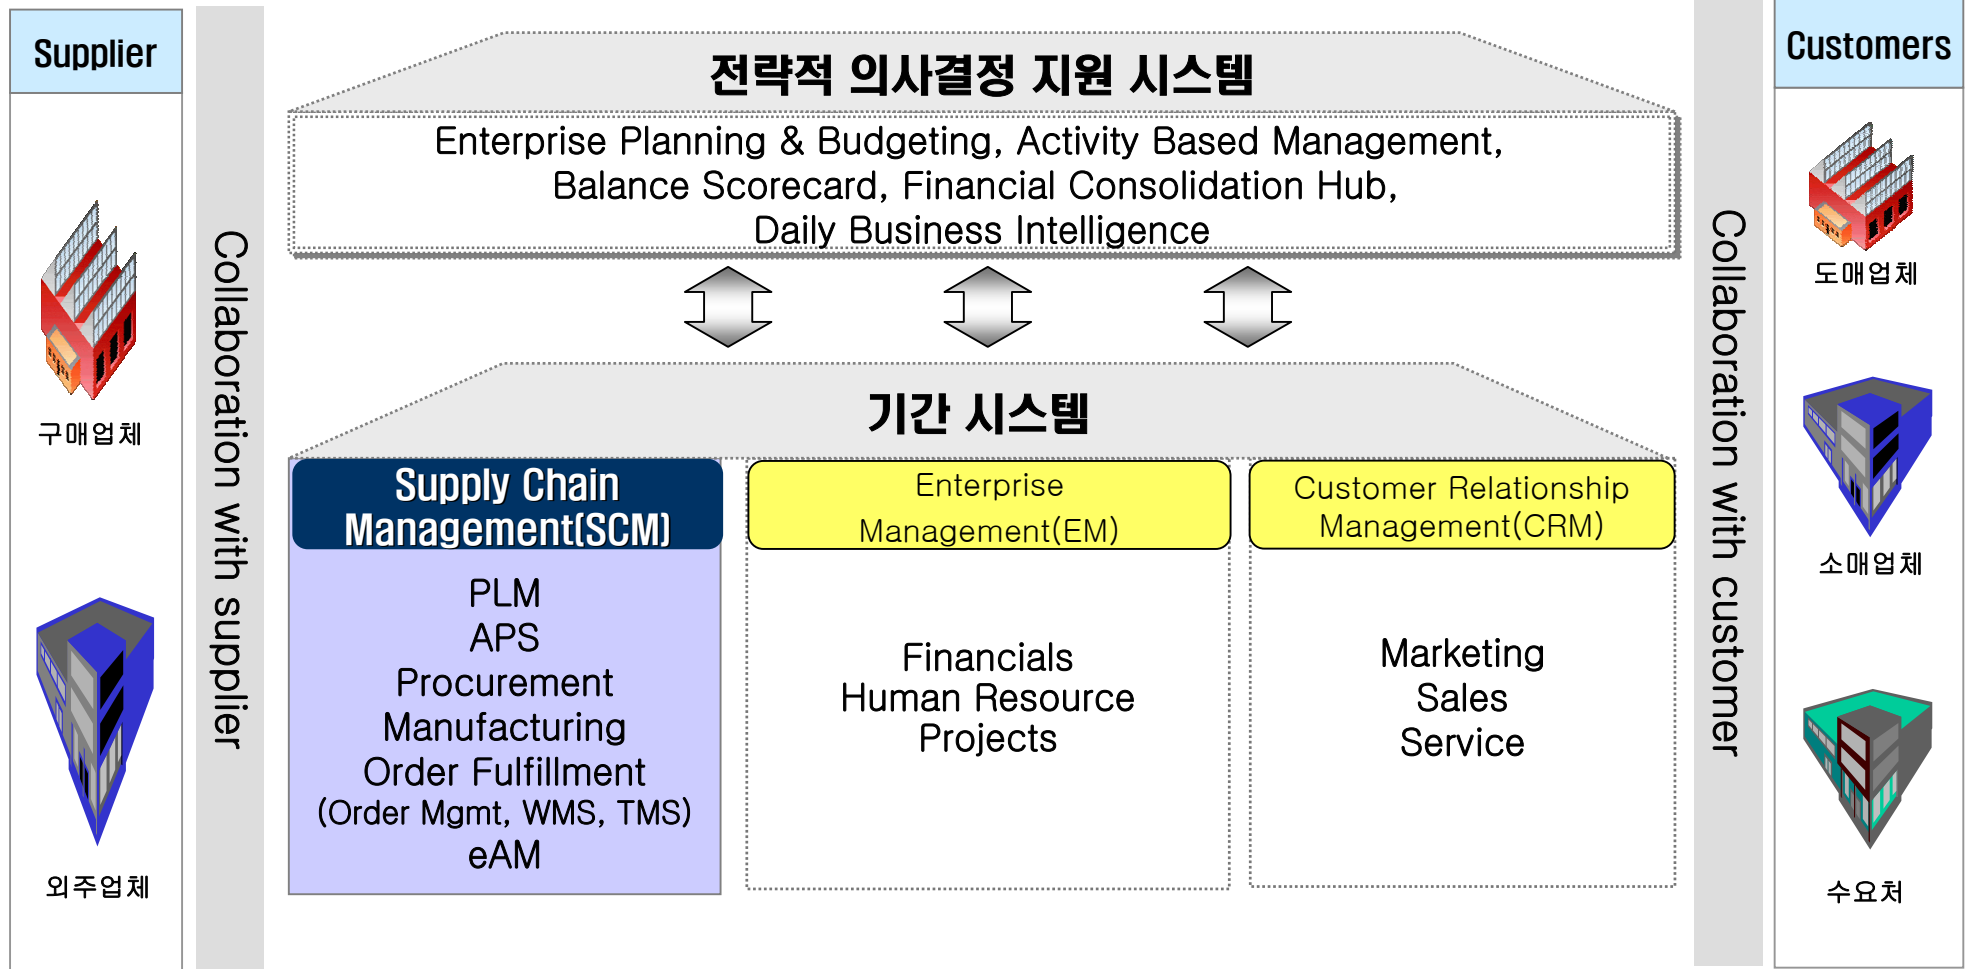 Supplier
구매업체
외주업체
Collaboration with supplier
전략적 의사결정 지원 시스템
Enterprise Planning & Budgeting, Activity Based Management,
Balance Scorecard, Financial Consolidation Hub,
Daily Business Intelligence
기간 시스템
Supply Chain
Management(SCM)
PLM
APS
Procurement
Manufacturing
Order Fulfillment
(Order Mgmt, WMS, TMS)
eAM
Enterprise
Management(EM)
Financials
Human Resource
Projects
Customer Relationship
Management(CRM)
Marketing
Sales
Service
Collaboration with customer
Customers
도매업체
소매업체
수요처